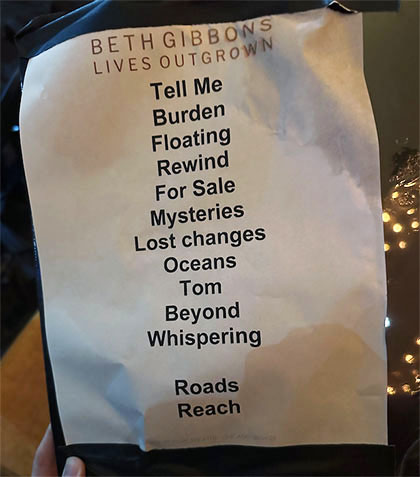 BETH GIBBONS
LIVES OUTGROWN
Tell Me
Burden
Floating
Rewind
For Sale
Mysteries
Lost changes
Oceans
Tom
Beyond
Whispering
Roads
Reach